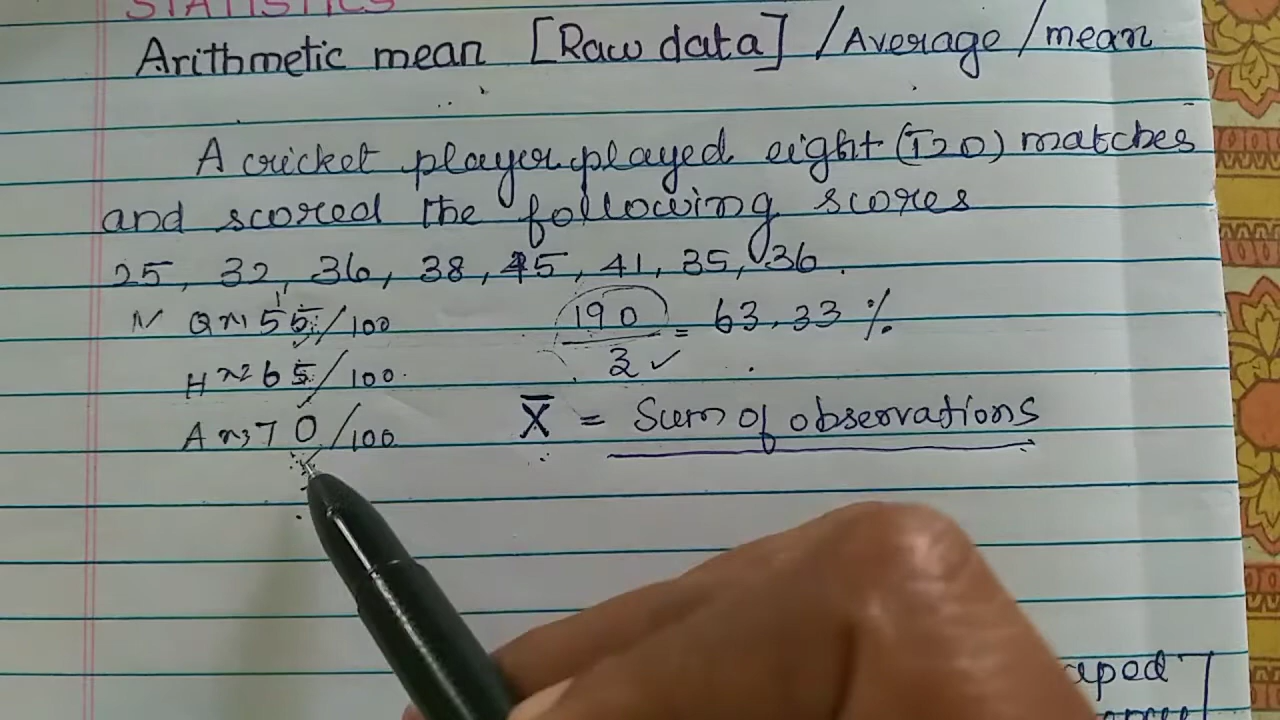 STATISTICS
Arithmetic mean [Raw data] /Average/mean
A cricket player played eight (T20) matches
and scored the following scores
25, 32, 36, 38, 45, 41, 35, 36.
55/100
190/3 = 63.33%
65/100
X̄ = Sum of observations
70/100